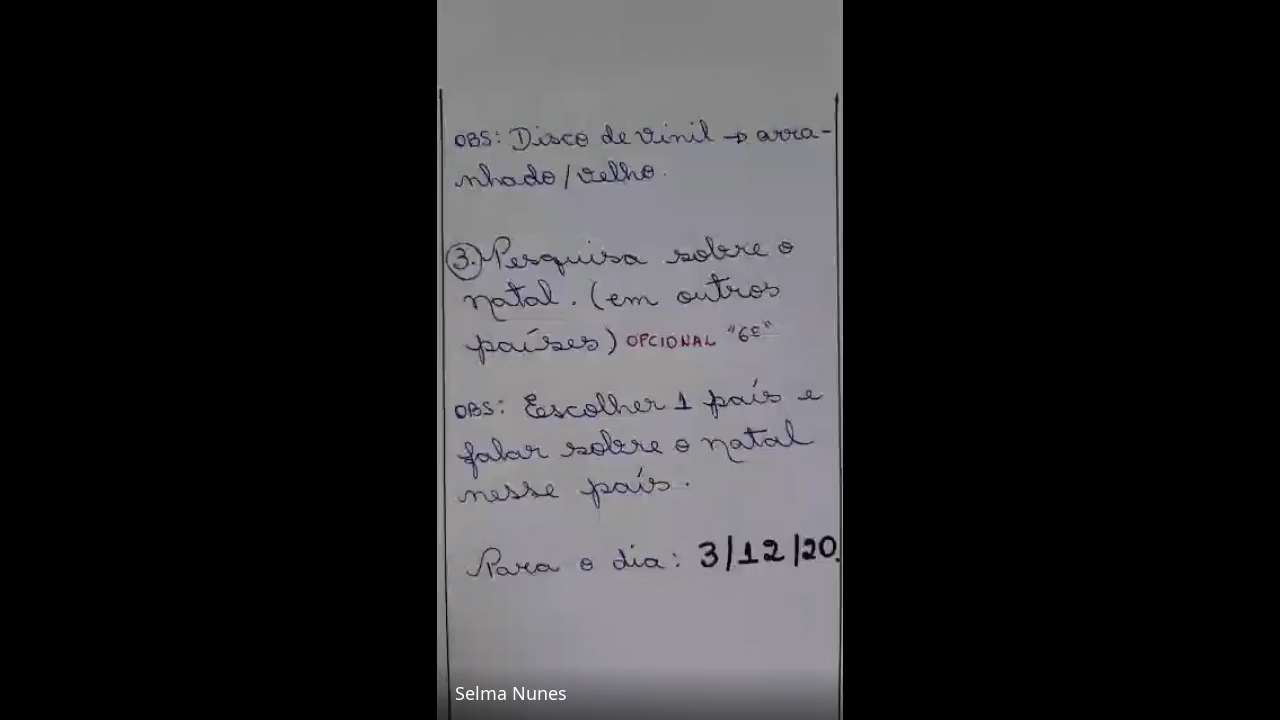 OBS: Disco de vinil → arra-
nhado/velho.
3. Pesquisa sobre o
natal. (em outros
países) OPCIONAL "6º"
OBS: Escolher 1 país e
falar sobre o natal
nesse país.
Para o dia: 3/12/20.
Selma Nunes